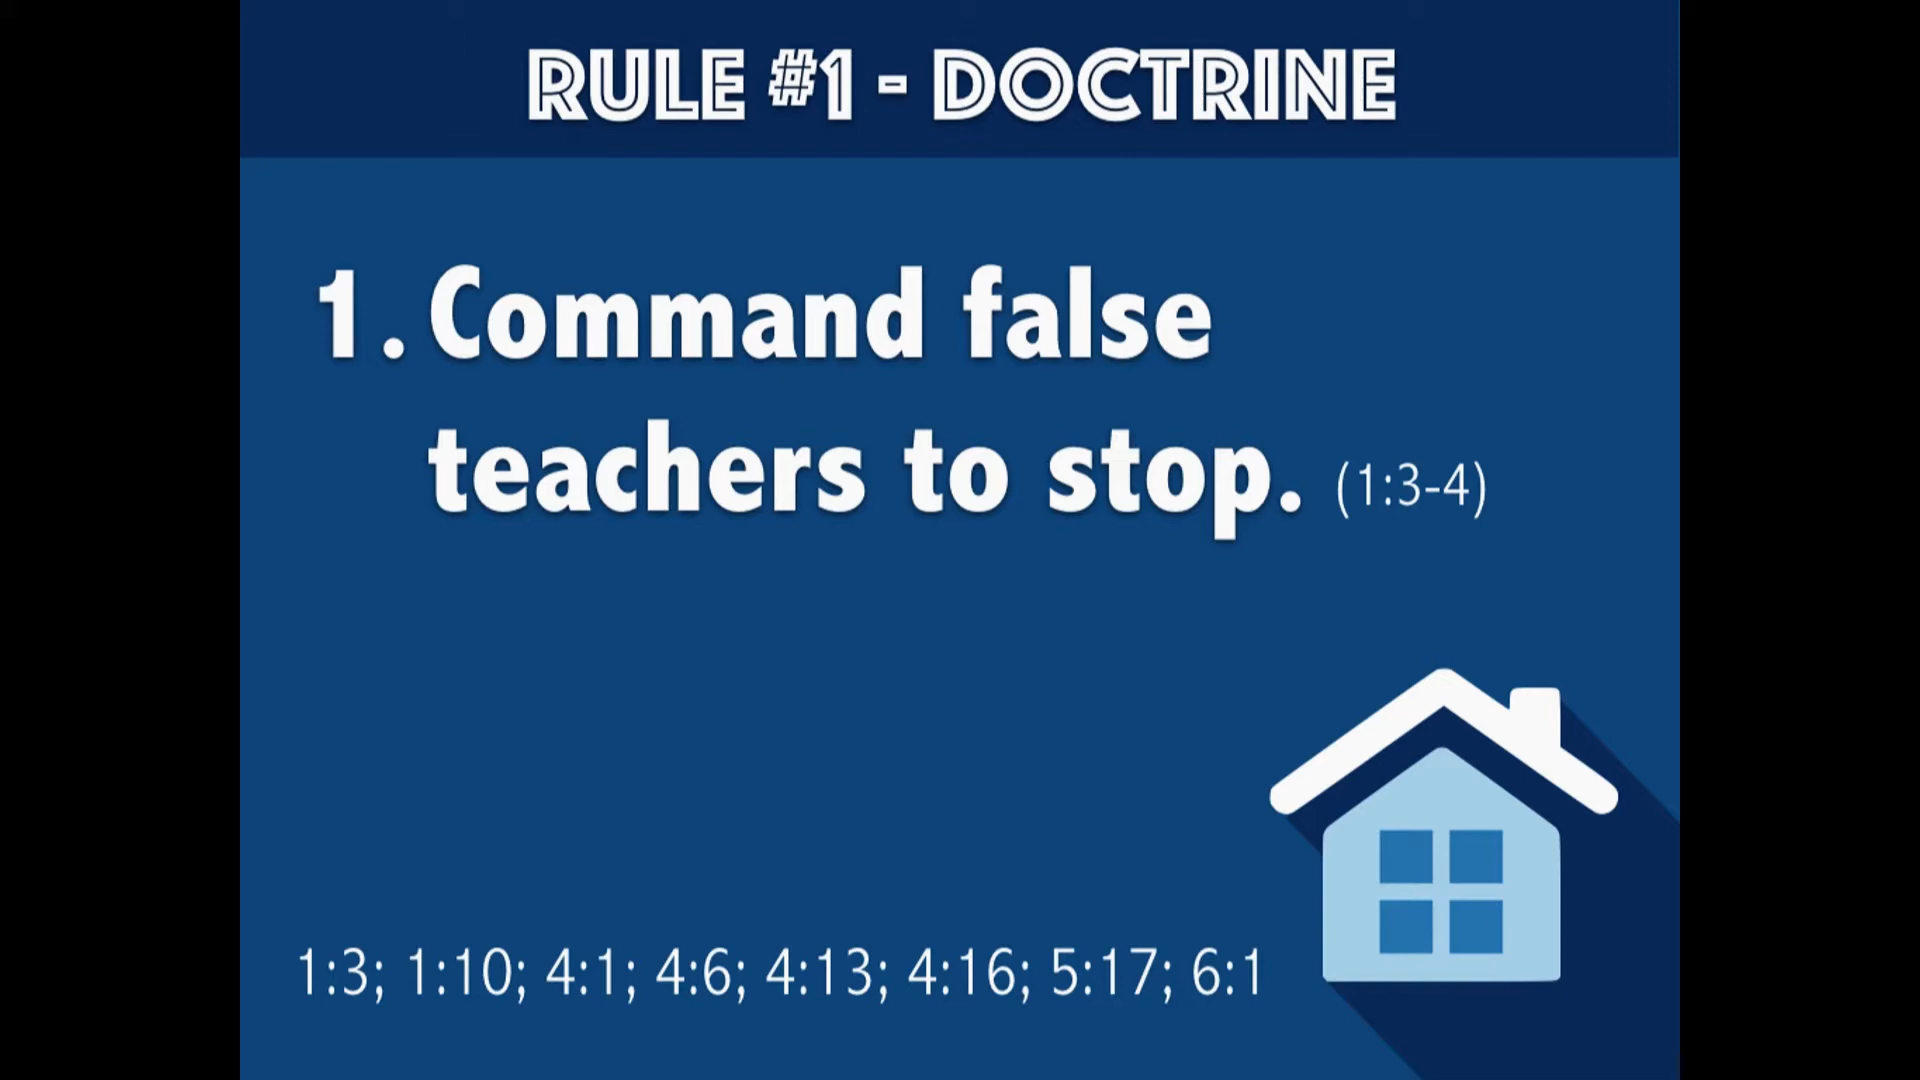 RULE #1 - DOCTRINE
1. Command false
teachers to stop. (1:3-4)
1:3; 1:10; 4:1; 4:6; 4:13; 4:16; 5:17; 6:1